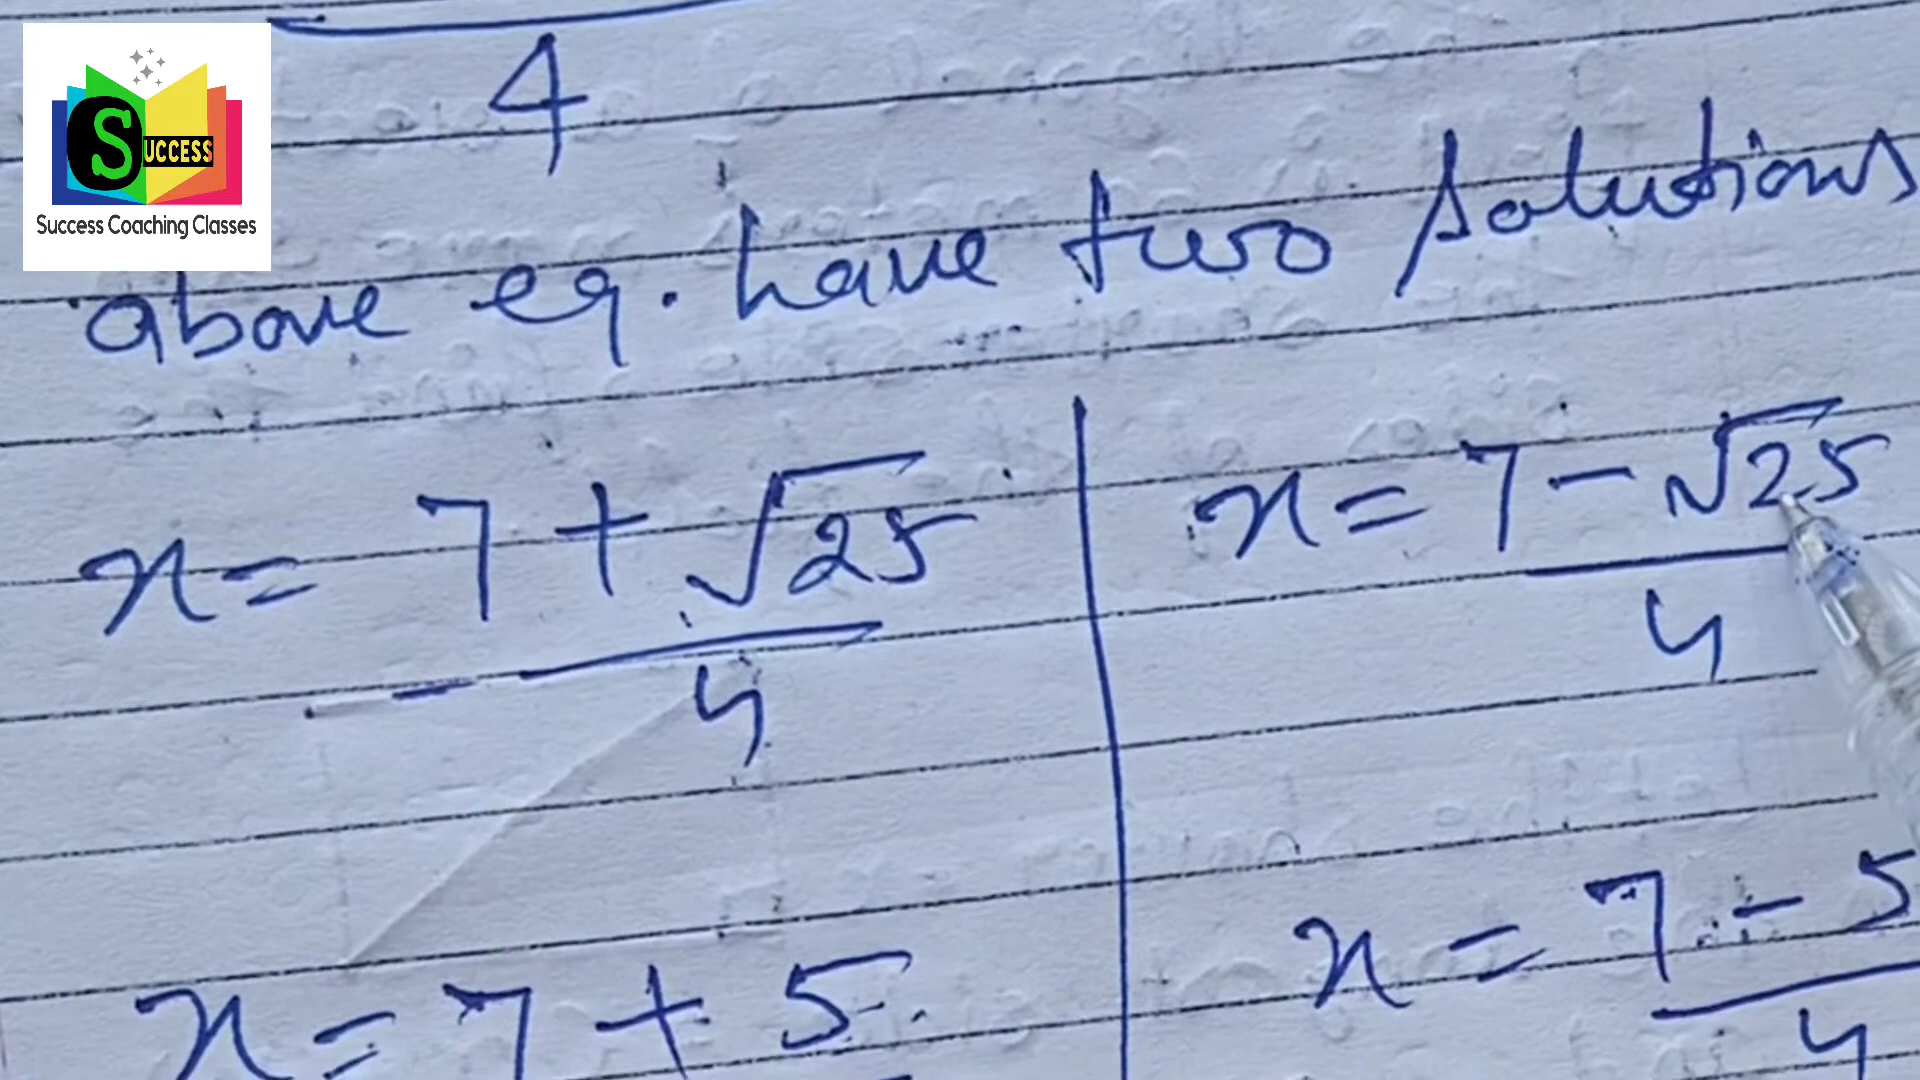 4
SUCCESS
Success Coaching Classes
above eq. have two solutions
x = 7 + √25
4
x = 7 - √25
4
x = 7 + 5
x = 7 - 5
4